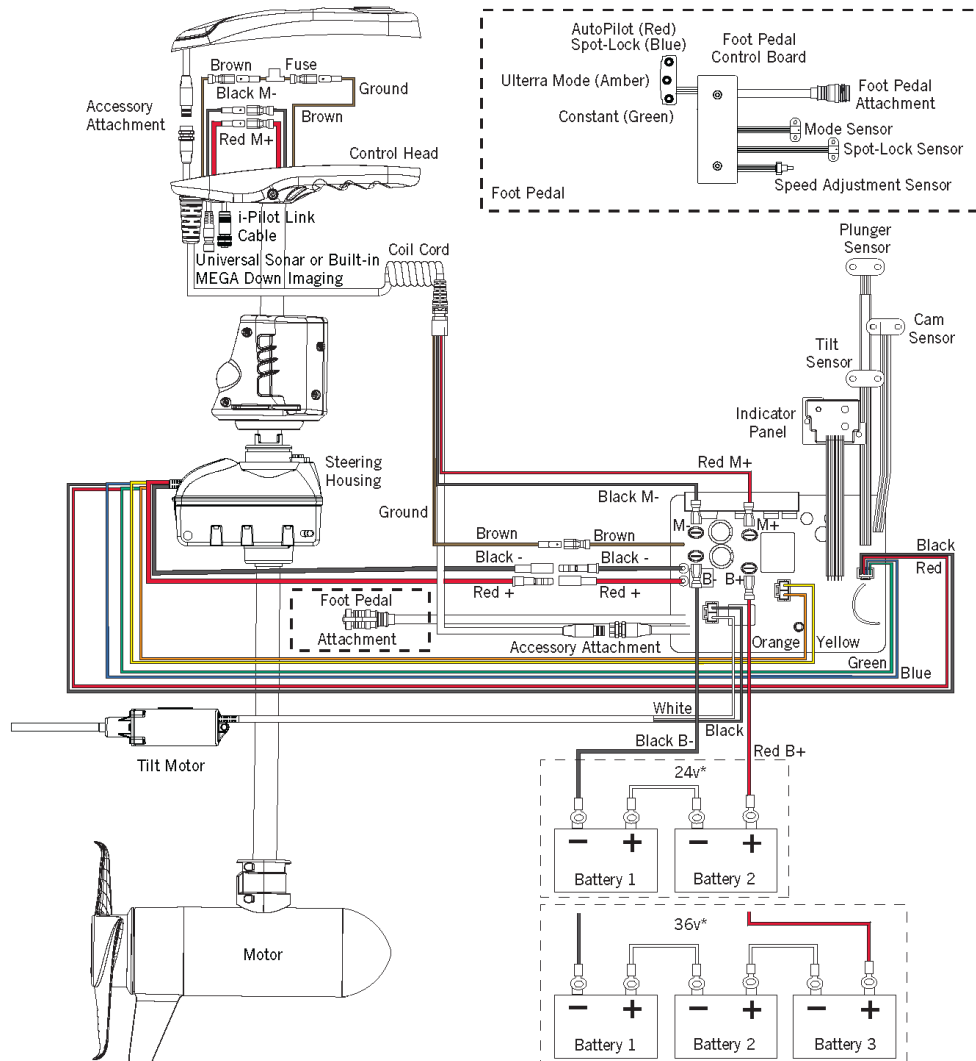 AutoPilot (Red)
Spot-Lock (Blue)
Ulterra Mode (Amber)
Constant (Green)
Foot Pedal
Control Board
Foot Pedal
Attachment
Mode Sensor
Spot-Lock Sensor
Speed Adjustment Sensor
Foot Pedal
Brown
Fuse
Black M-
Ground
Brown
Accessory
Attachment
Red M+
Control Head
i-Pilot Link
Cable
Universal Sonar or Built-in
MEGA Down Imaging
Coil Cord
Plunger
Sensor
Cam
Sensor
Tilt
Sensor
Indicator
Panel
Steering
Housing
Red M+
Black M-
Ground
M-
M+
Brown
Brown
Black -
Black -
B-
B+
Red +
Red +
Black
Red
Foot Pedal
Attachment
Accessory Attachment
Orange
Yellow
Green
Blue
White
Black
Black B-
Red B+
Tilt Motor
24v*
−
+
−
+
Battery 1
Battery 2
Motor
36v*
−
+
−
+
−
+
Battery 1
Battery 2
Battery 3